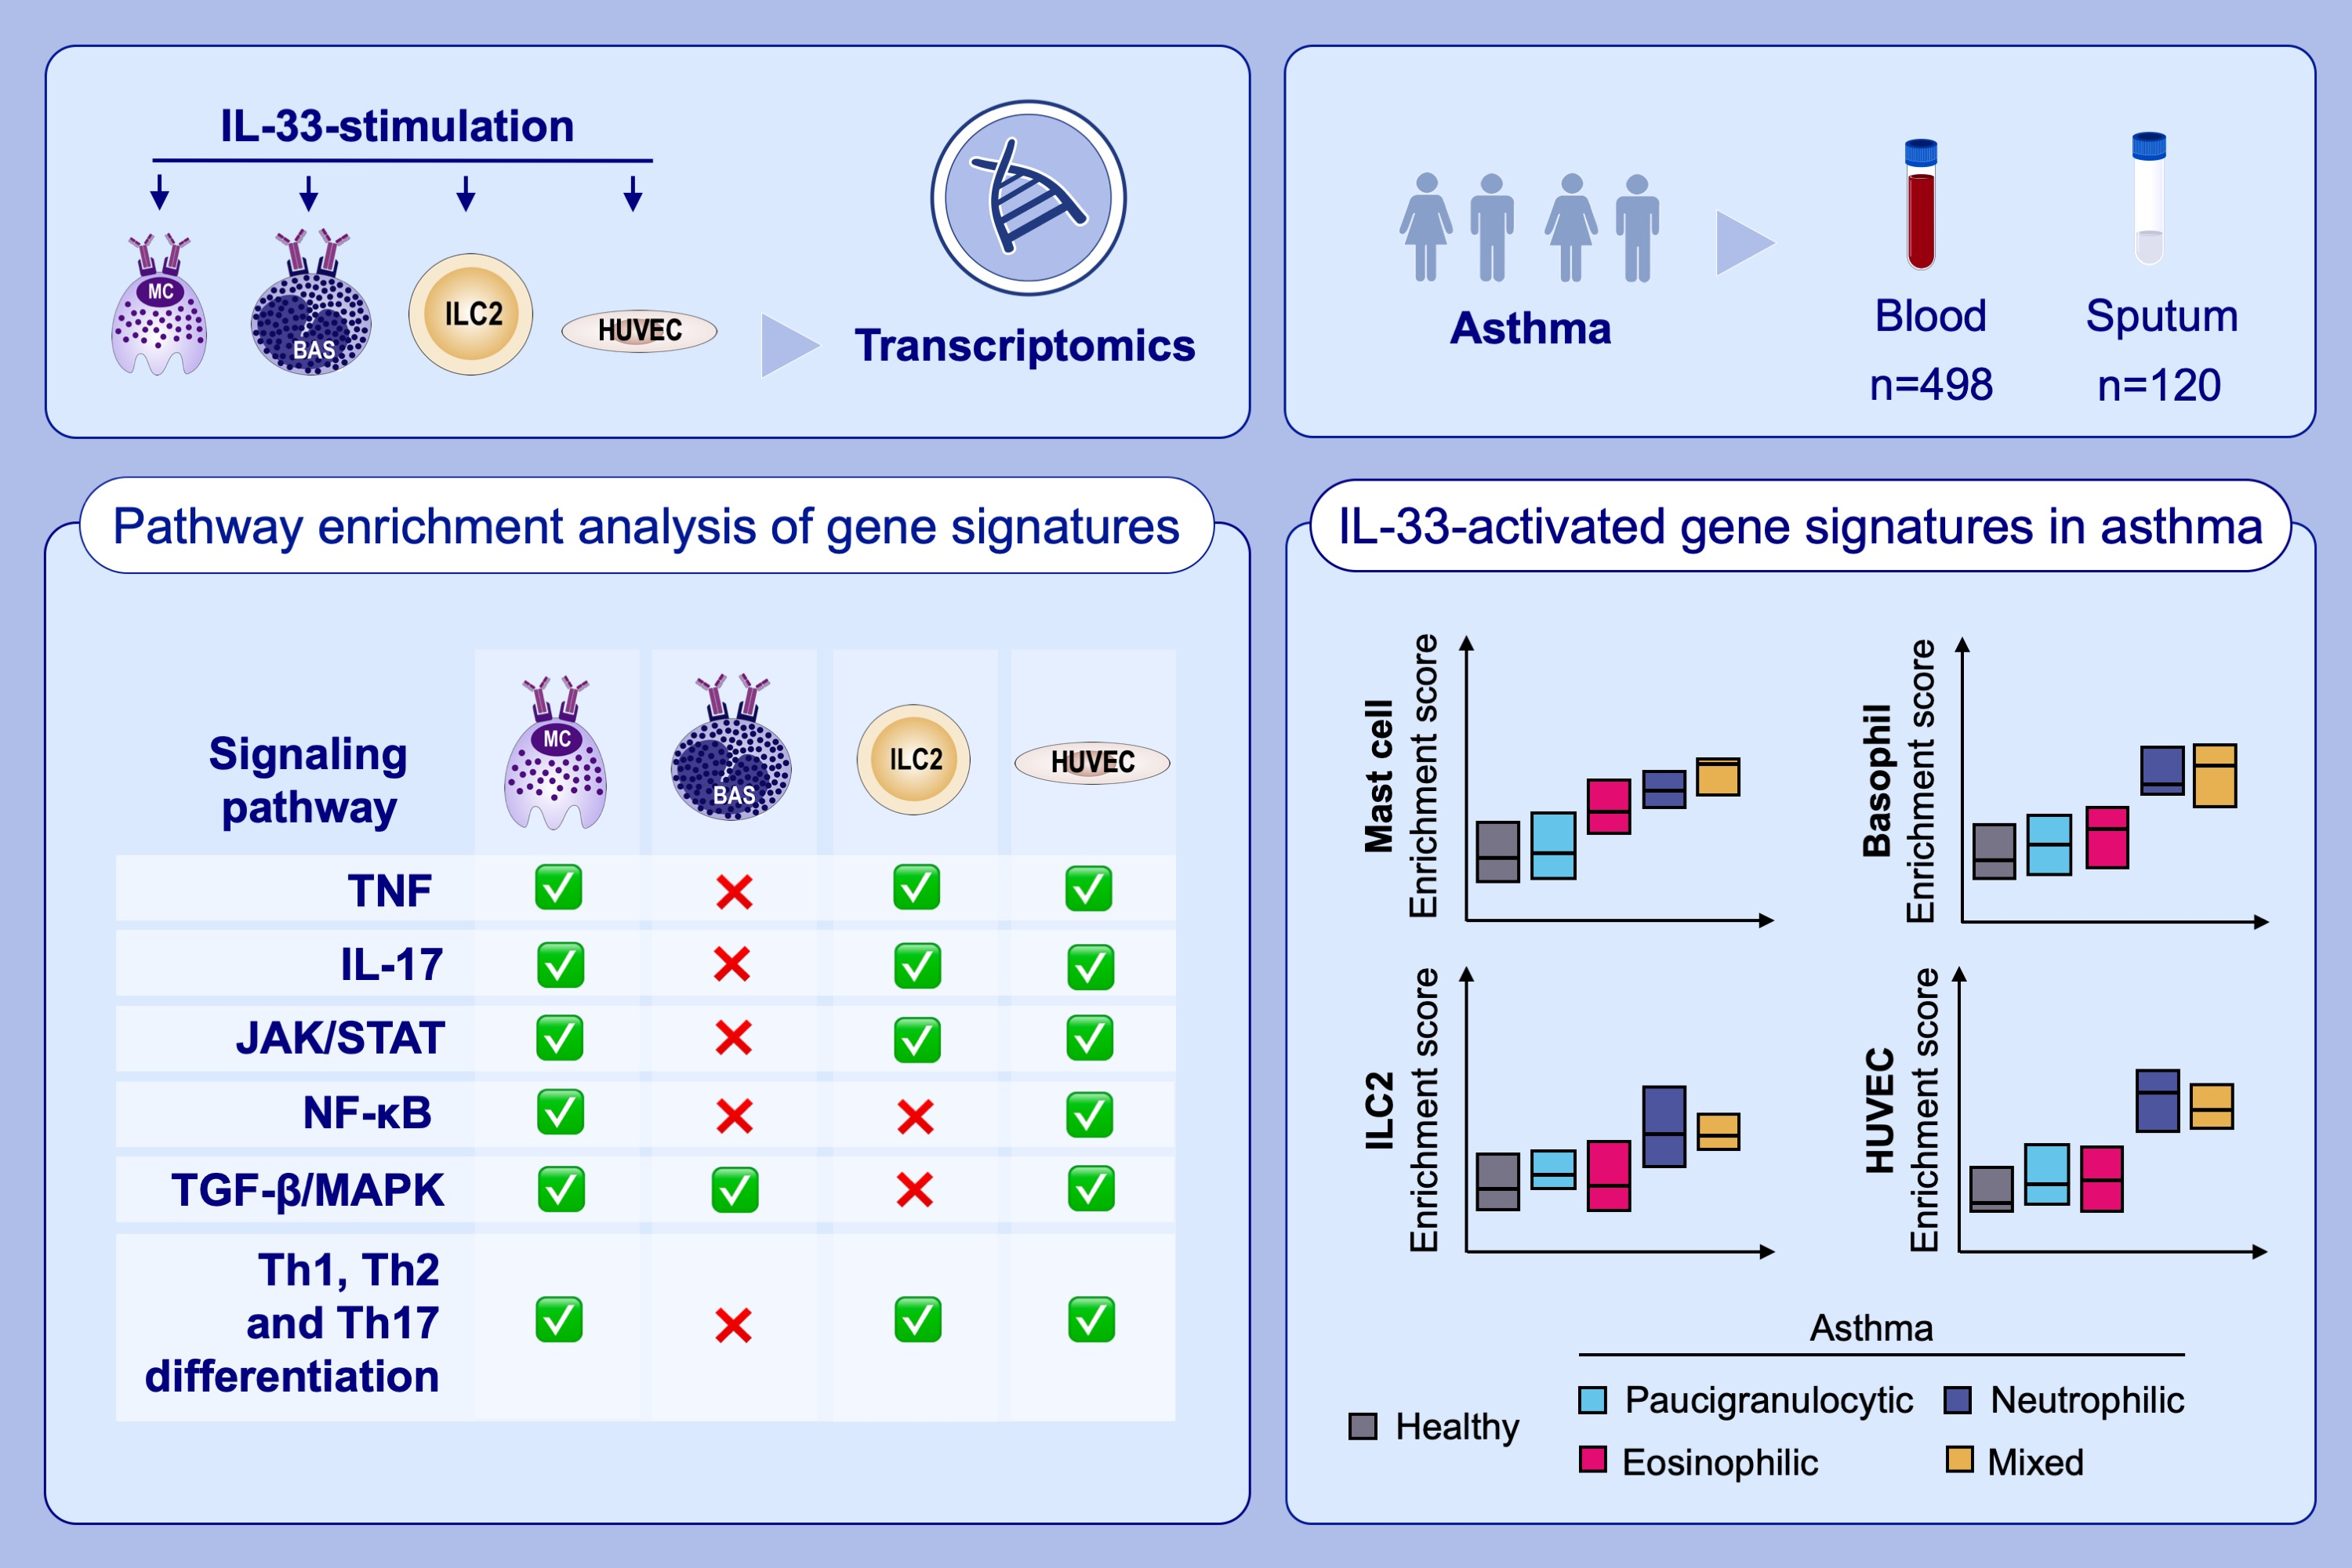 IL-33-stimulation
MC
BAS
ILC2
HUVEC
Transcriptomics
Asthma
Blood
n=498
Sputum
n=120
Pathway enrichment analysis of gene signatures
Signaling
pathway
MC
BAS
ILC2
HUVEC
TNF
IL-17
JAK/STAT
NF-κB
TGF-β/MAPK
Th1, Th2
and Th17
differentiation
IL-33-activated gene signatures in asthma
Mast cell
Enrichment score
Basophil
Enrichment score
ILC2
Enrichment score
HUVEC
Enrichment score
Asthma
Healthy
Paucigranulocytic
Neutrophilic
Eosinophilic
Mixed